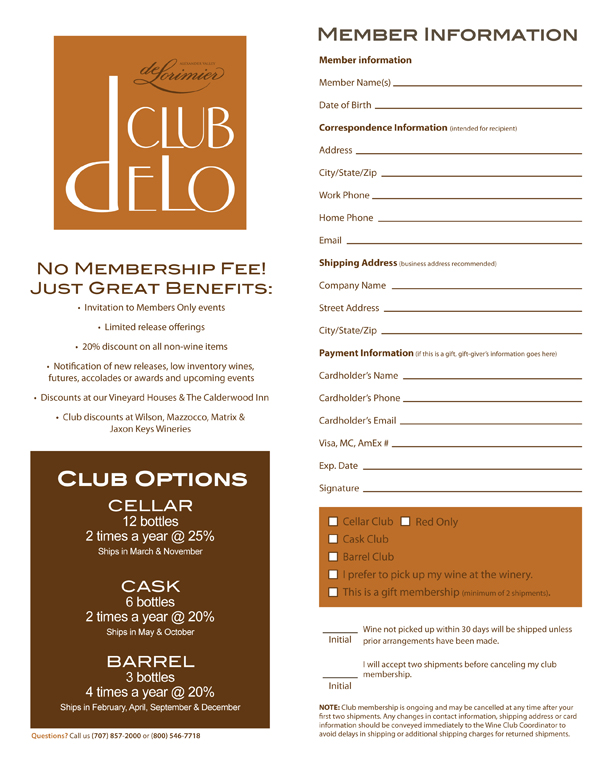 ALEXANDER VALLEY
deLorimier
CLUB
dELO
No Membership Fee!
Just Great Benefits:
• Invitation to Members Only events
• Limited release offerings
• 20% discount on all non-wine items
• Notification of new releases, low inventory wines,
futures, accolades or awards and upcoming events
• Discounts at our Vineyard Houses & The Calderwood Inn
• Club discounts at Wilson, Mazzocco, Matrix &
Jaxon Keys Wineries
Club Options
CELLAR
12 bottles
2 times a year @ 25%
Ships in March & November
CASK
6 bottles
2 times a year @ 20%
Ships in May & October
BARREL
3 bottles
4 times a year @ 20%
Ships in February, April, September & December
Questions? Call us (707) 857-2000 or (800) 546-7718
Member Information
Member information
Member Name(s)
Date of Birth
Correspondence Information (intended for recipient)
Address
City/State/Zip
Work Phone
Home Phone
Email
Shipping Address (business address recommended)
Company Name
Street Address
City/State/Zip
Payment Information (if this is a gift, gift-giver's information goes here)
Cardholder's Name
Cardholder's Phone
Cardholder's Email
Visa, MC, AmEx #
Exp. Date
Signature
Cellar Club Red Only
Cask Club
Barrel Club
I prefer to pick up my wine at the winery.
This is a gift membership (minimum of 2 shipments).
Wine not picked up within 30 days will be shipped unless
Initial prior arrangements have been made.
I will accept two shipments before canceling my club
membership.
Initial
NOTE: Club membership is ongoing and may be cancelled at any time after your
first two shipments. Any changes in contact information, shipping address or card
information should be conveyed immediately to the Wine Club Coordinator to
avoid delays in shipping or additional shipping charges for returned shipments.